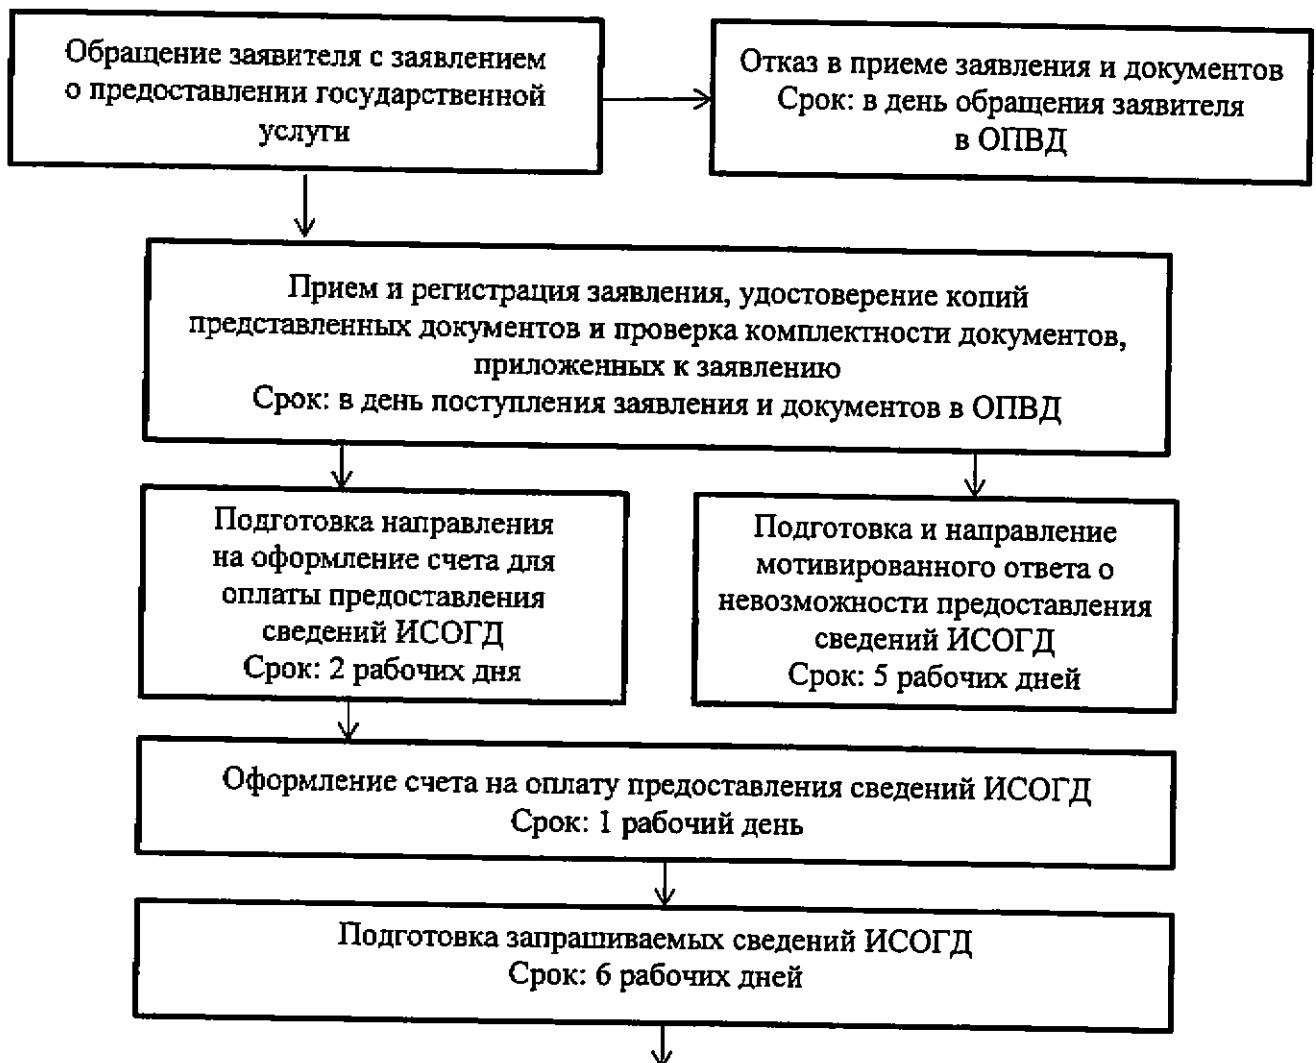 Обращение заявителя с заявлением
о предоставлении государственной
услуги
Отказ в приеме заявления и документов
Срок: в день обращения заявителя
в ОПВД
Прием и регистрация заявления, удостоверение копий
представленных документов и проверка комплектности документов,
приложенных к заявлению
Срок: в день поступления заявления и документов в ОПВД
Подготовка направления
на оформление счета для
оплаты предоставления
сведений ИСОГД
Срок: 2 рабочих дня
Подготовка и направление
мотивированного ответа о
невозможности предоставления
сведений ИСОГД
Срок: 5 рабочих дней
Оформление счета на оплату предоставления сведений ИСОГД
Срок: 1 рабочий день
Подготовка запрашиваемых сведений ИСОГД
Срок: 6 рабочих дней